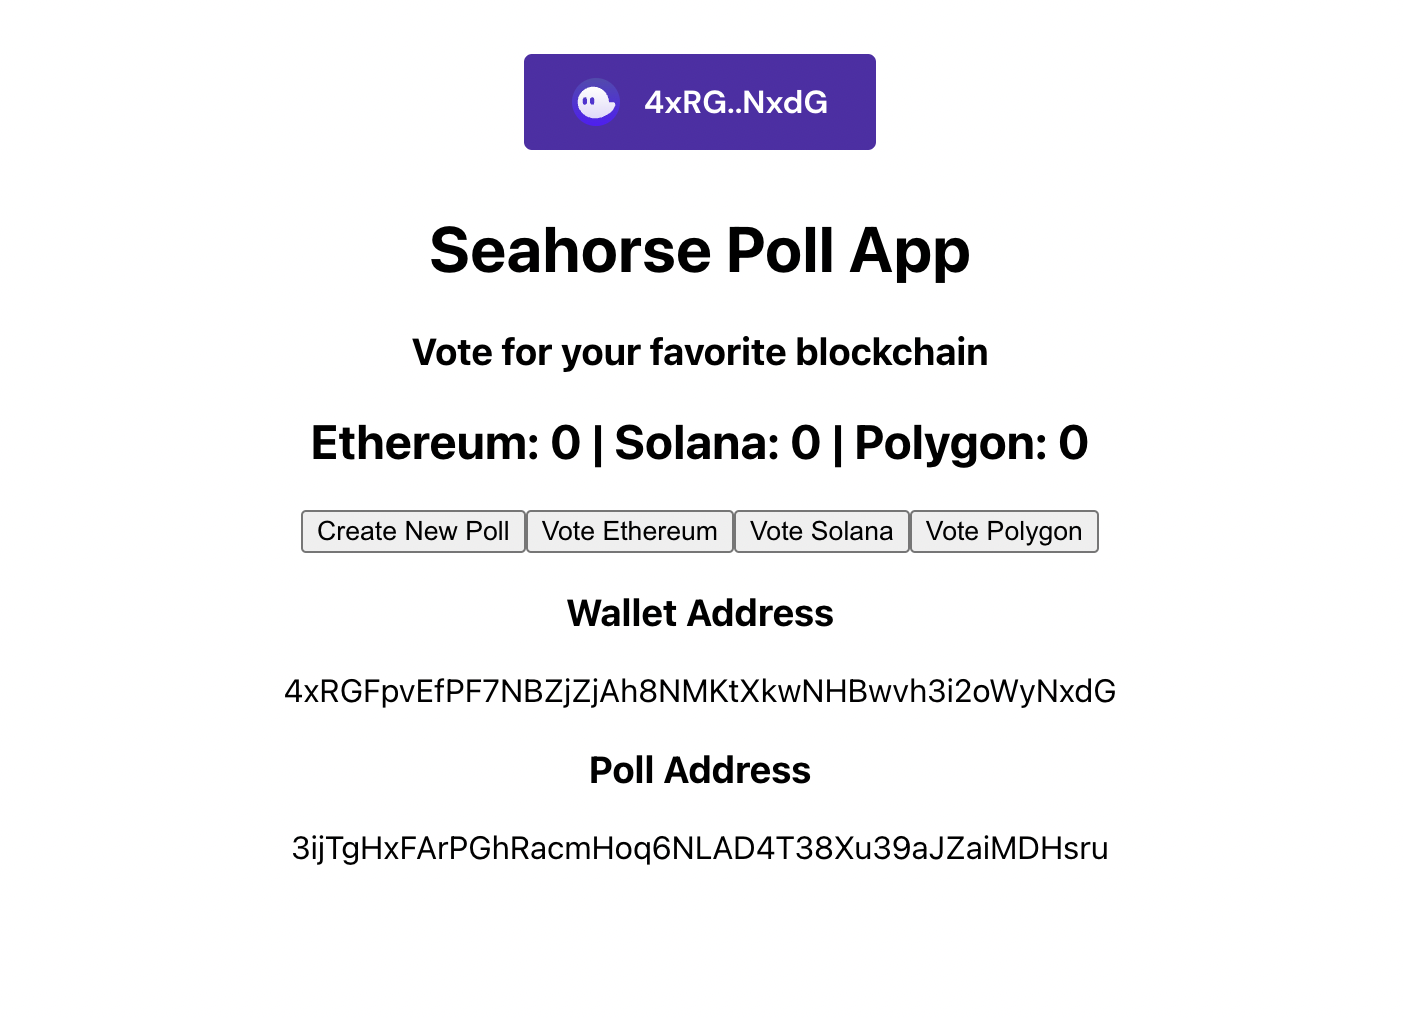 4xRG..NxdG
Seahorse Poll App
Vote for your favorite blockchain
Ethereum: 0 | Solana: 0 | Polygon: 0
Create New Poll Vote Ethereum Vote Solana Vote Polygon
Wallet Address
4xRGFpvEfPF7NBZjZjAh8NMKtXkwNHBwvh3i2oWyNxdG
Poll Address
3ijTgHxFArPGhRacmHoq6NLAD4T38Xu39aJZaiMDHsru